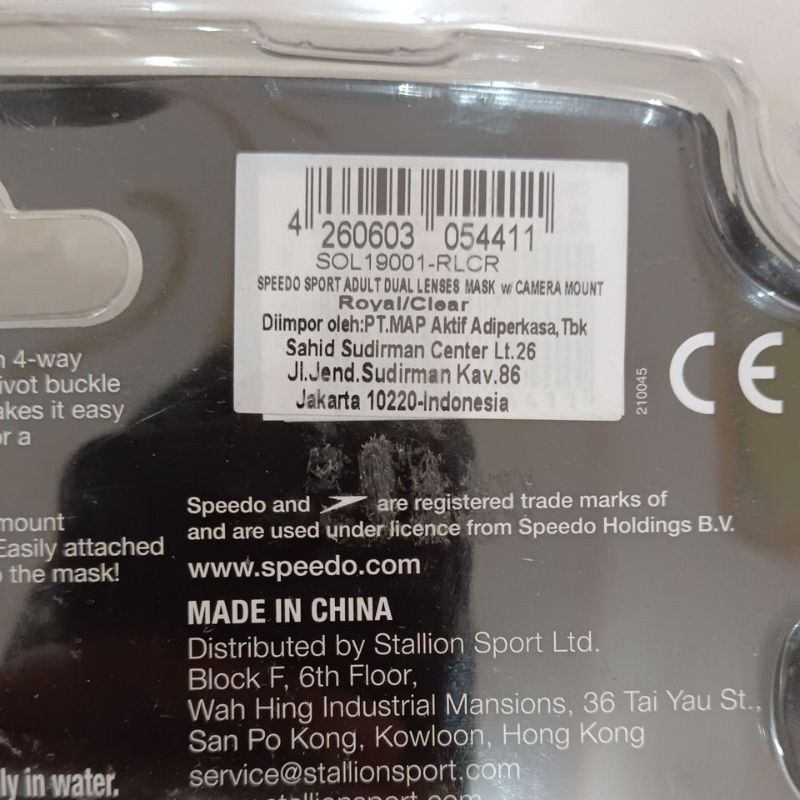 4 260603 054411
SOL19001-RLCR
SPEEDO SPORT ADULT DUAL LENSES MASK w/ CAMERA MOUNT
Royal/Clear
Diimpor oleh:PT.MAP Aktif Adiperkasa,Tbk
Sahid Sudirman Center Lt.26
Jl.Jend.Sudirman Kav.86
Jakarta 10220-Indonesia
210045
CE
4-way
ivot buckle
akes it easy
or a
mount
Easily attached
the mask!
Speedo and are registered trade marks of
and are used under licence from Speedo Holdings B.V.
www.speedo.com
MADE IN CHINA
Distributed by Stallion Sport Ltd.
Block F, 6th Floor,
Wah Hing Industrial Mansions, 36 Tai Yau St.,
San Po Kong, Kowloon, Hong Kong
service@stallionsport.com
ly in water.